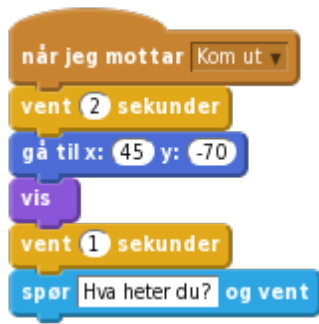 når jeg mottar Kom ut
vent 2 sekunder
gå til x: 45 y: -70
vis
vent 1 sekunder
spør Hva heter du? og vent